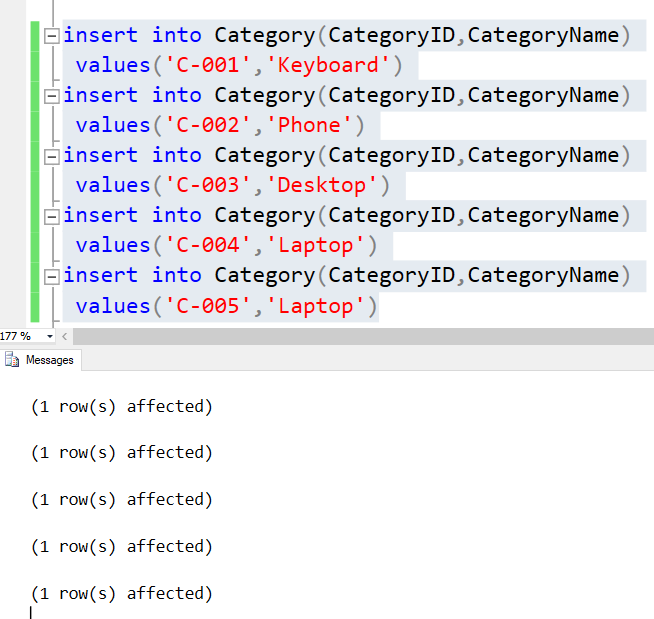 insert into Category(CategoryID,CategoryName)
values('C-001','Keyboard')
insert into Category(CategoryID,CategoryName)
values('C-002','Phone')
insert into Category(CategoryID,CategoryName)
values('C-003','Desktop')
insert into Category(CategoryID,CategoryName)
values('C-004','Laptop')
insert into Category(CategoryID,CategoryName)
values('C-005','Laptop')
177 %
Messages
(1 row(s) affected)
(1 row(s) affected)
(1 row(s) affected)
(1 row(s) affected)
(1 row(s) affected)